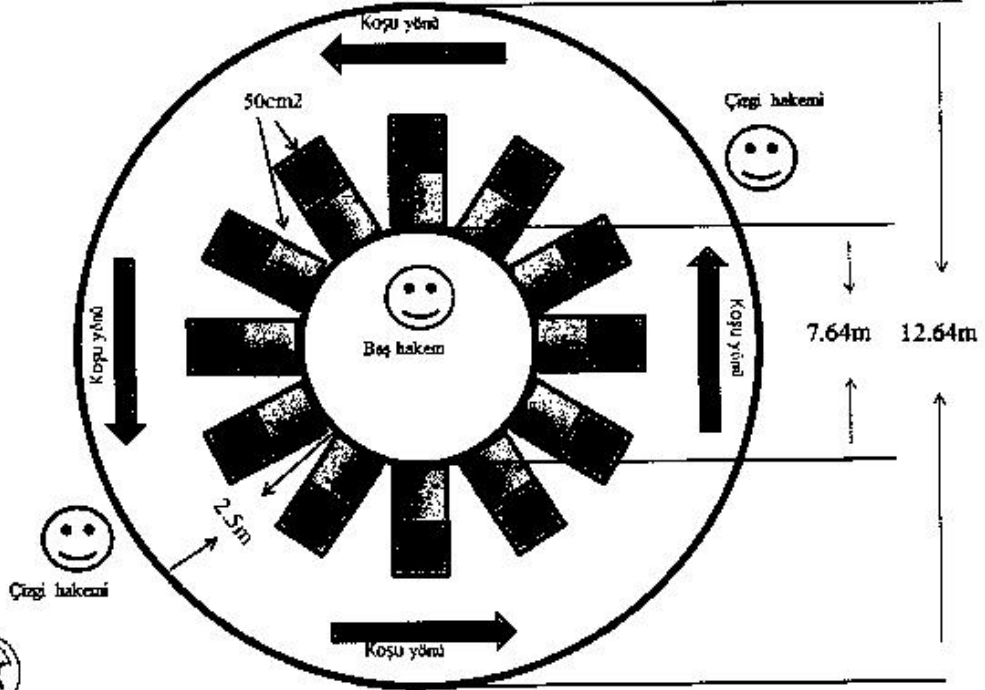 Koşu yönü
50cm2
Çizgi hakemi
Koşu yönü
Baş hakem
Koşu yönü
7.64m
12.64m
2.5m
Çizgi hakemi
Koşu yönü